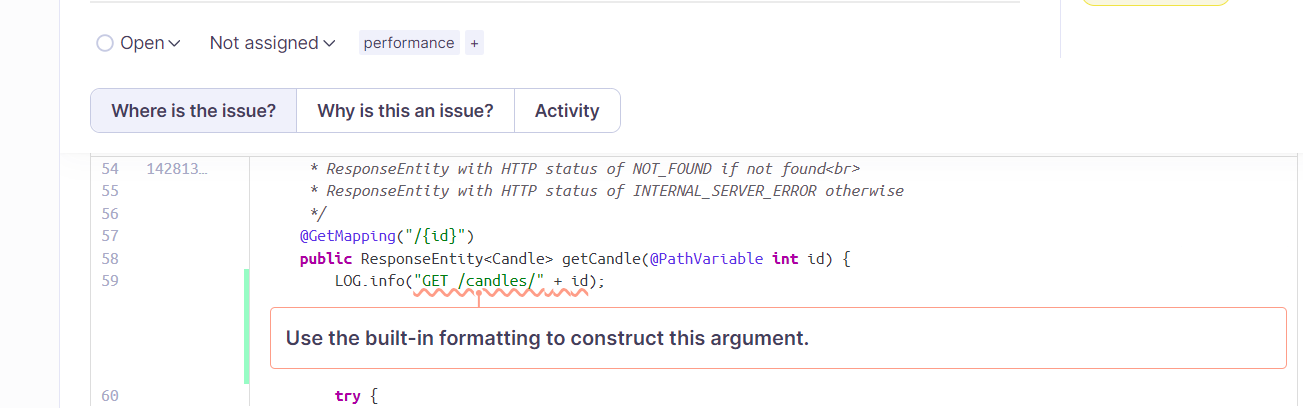 Open Not assigned performance +
Where is the issue? Why is this an issue? Activity
54 142813… * ResponseEntity with HTTP status of NOT_FOUND if not found<br>
55 * ResponseEntity with HTTP status of INTERNAL_SERVER_ERROR otherwise
56 */
57 @GetMapping("/{id}")
58 public ResponseEntity<Candle> getCandle(@PathVariable int id) {
59 LOG.info("GET /candles/" + id);
Use the built-in formatting to construct this argument.
60 try {